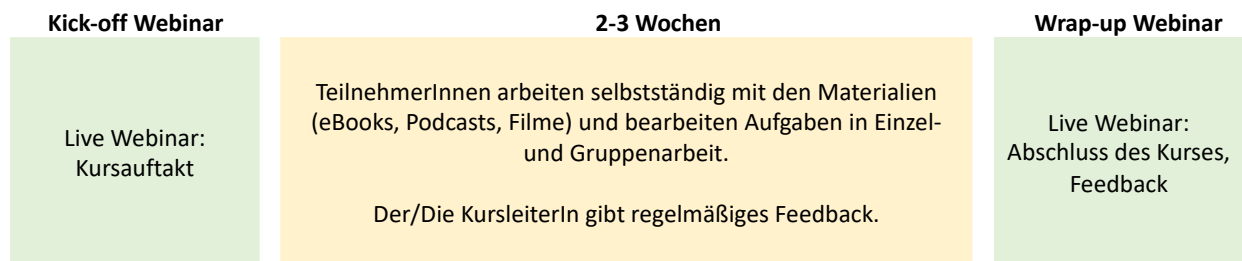 Kick-off Webinar
2-3 Wochen
Wrap-up Webinar
Live Webinar:
Kursauftakt
TeilnehmerInnen arbeiten selbstständig mit den Materialien
(eBooks, Podcasts, Filme) und bearbeiten Aufgaben in Einzel-
und Gruppenarbeit.
Der/Die KursleiterIn gibt regelmäßiges Feedback.
Live Webinar:
Abschluss des Kurses,
Feedback